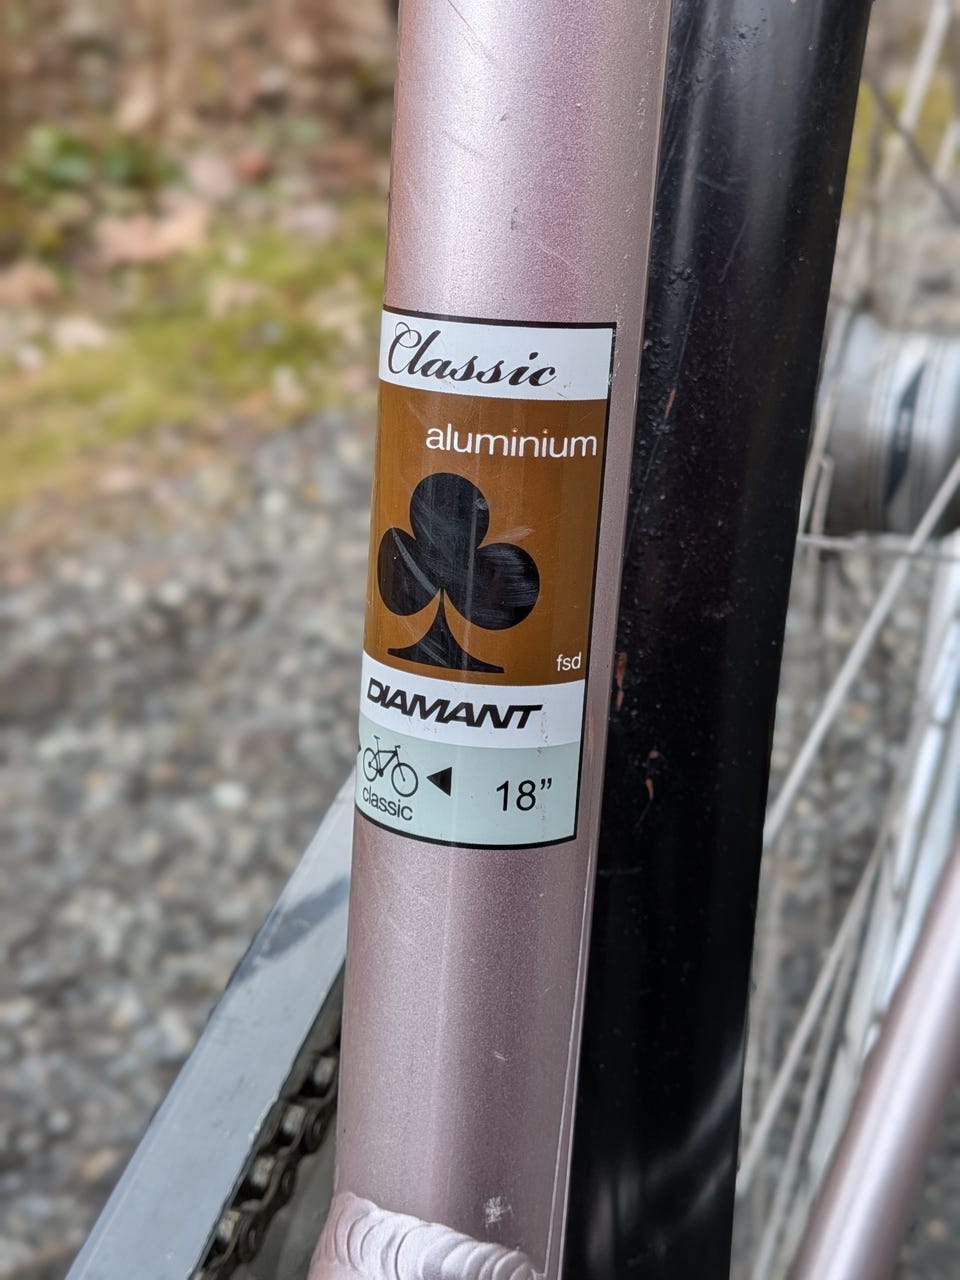 Classic
aluminium
fsd
DIAMANT
classic
18”